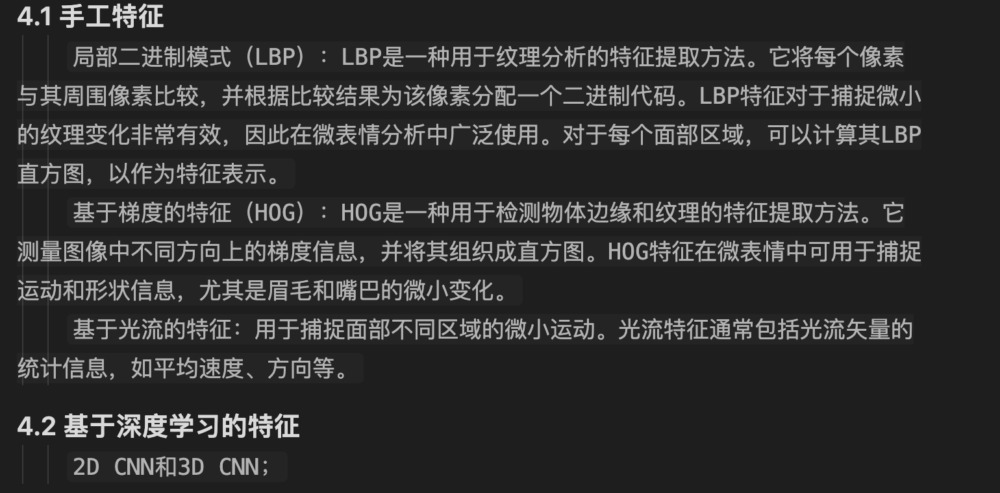 4.1 手工特征
局部二进制模式（LBP）：LBP是一种用于纹理分析的特征提取方法。它将每个像素
与其周围像素比较，并根据比较结果为该像素分配一个二进制代码。LBP特征对于捕捉微小
的纹理变化非常有效，因此在微表情分析中广泛使用。对于每个面部区域，可以计算其LBP
直方图，以作为特征表示。
基于梯度的特征（HOG）：HOG是一种用于检测物体边缘和纹理的特征提取方法。它
测量图像中不同方向上的梯度信息，并将其组织成直方图。HOG特征在微表情中可用于捕捉
运动和形状信息，尤其是眉毛和嘴巴的微小变化。
基于光流的特征：用于捕捉面部不同区域的微小运动。光流特征通常包括光流矢量的
统计信息，如平均速度、方向等。
4.2 基于深度学习的特征
2D CNN和3D CNN；